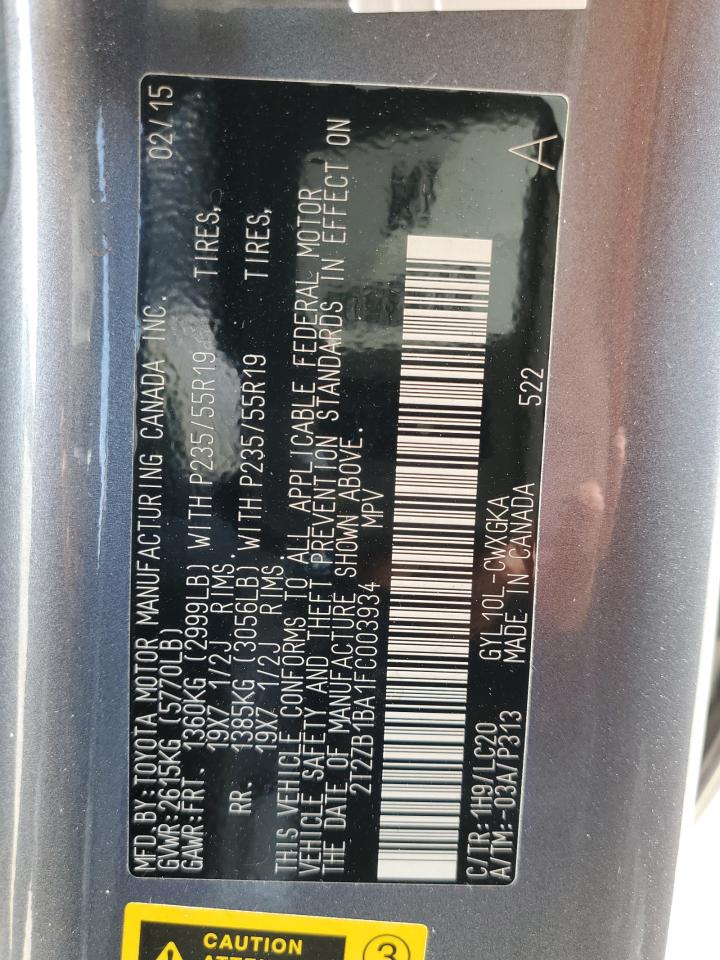 MFD.BY:TOYOTA MOTOR MANUFACTURING CANADA INC. 02/15
GVWR:2615KG (5770LB)
GAWR:FRT. 1360KG (2999LB) WITH P235/55R19 TIRES,
19X7 1/2J RIMS.
RR. 1385KG (3056LB) WITH P235/55R19 TIRES,
19X7 1/2J RIMS.
THIS VEHICLE CONFORMS TO ALL APPLICABLE FEDERAL MOTOR
VEHICLE SAFETY AND THEFT PREVENTION STANDARDS IN EFFECT ON
THE DATE OF MANUFACTURE SHOWN ABOVE.
2T2ZB1BA1FC003934 MPV
C/TR:1H9/LC20 GYL10L-CWXGKA A
A/TM:-03A/P313 MADE IN CANADA 522
CAUTION
3